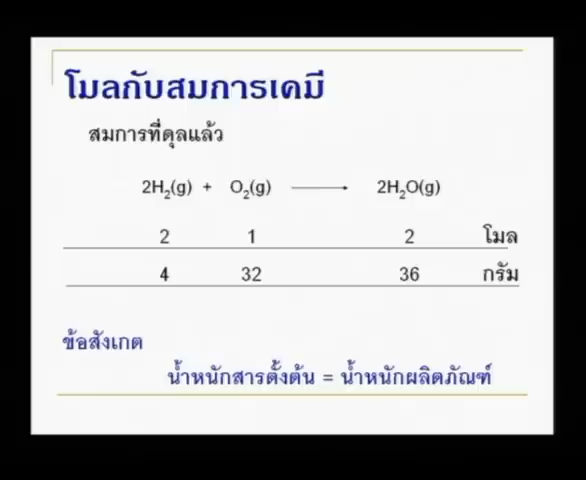 โมลกับสมการเคมี
สมการที่ดุลแล้ว
2H₂(g) + O₂(g) ⟶ 2H₂O(g)
2 1 2 โมล
4 32 36 กรัม
ข้อสังเกต
น้ำหนักสารตั้งต้น = น้ำหนักผลิตภัณฑ์